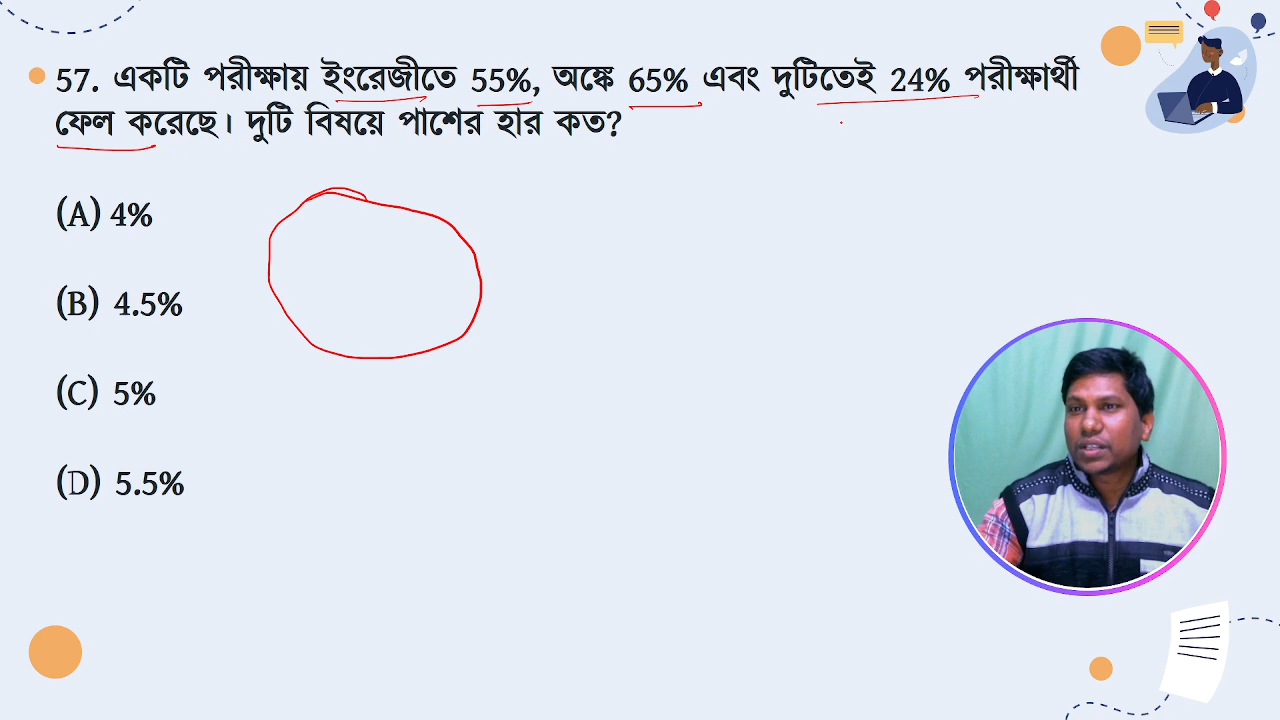 57. একটি পরীক্ষায় ইংরেজীতে 55%, অঙ্কে 65% এবং দুটিতেই 24% পরীক্ষার্থী
ফেল করেছে। দুটি বিষয়ে পাশের হার কত?
(A) 4%
(B) 4.5%
(C) 5%
(D) 5.5%